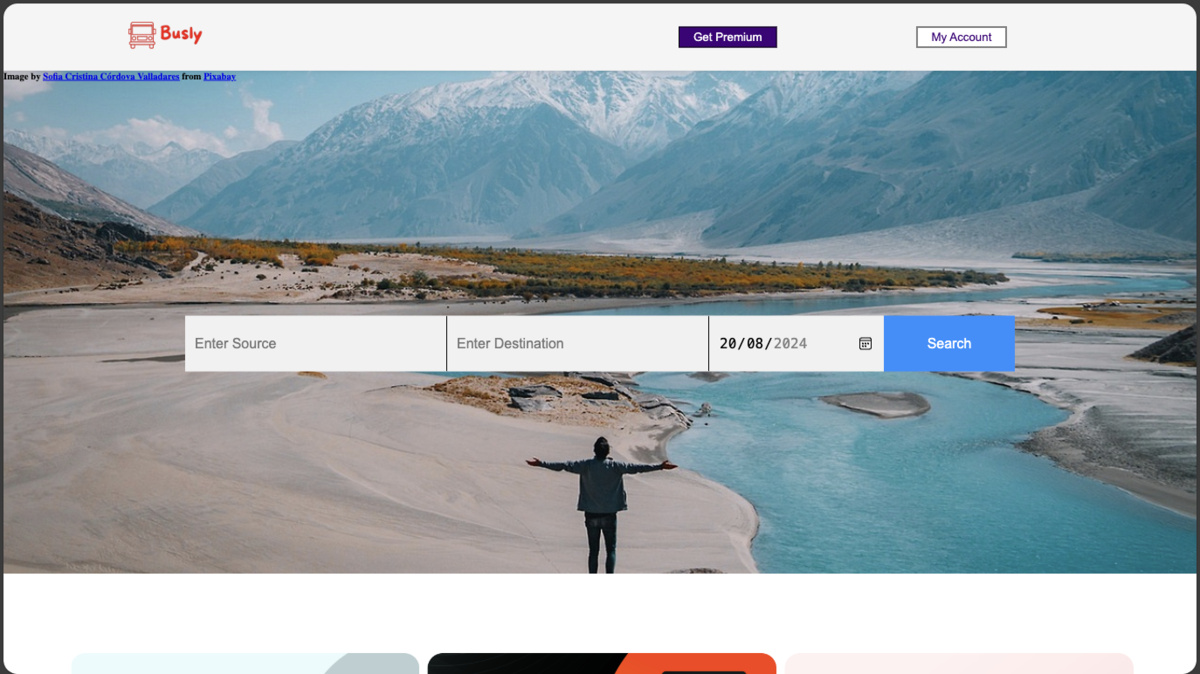 Busly
Get Premium
My Account
Image by Sofia Cristina Córdova Valladares from Pixabay
Enter Source
Enter Destination
20/08/2024
Search